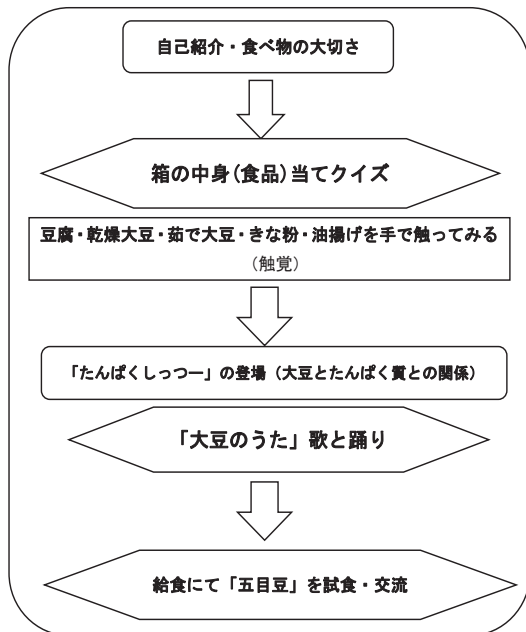 自己紹介・食べ物の大切さ
箱の中身(食品)当てクイズ
豆腐・乾燥大豆・茹で大豆・きな粉・油揚げを手で触ってみる
(触覚)
「たんぱくしっつー」の登場(大豆とたんぱく質との関係)
「大豆のうた」歌と踊り
給食にて「五目豆」を試食・交流